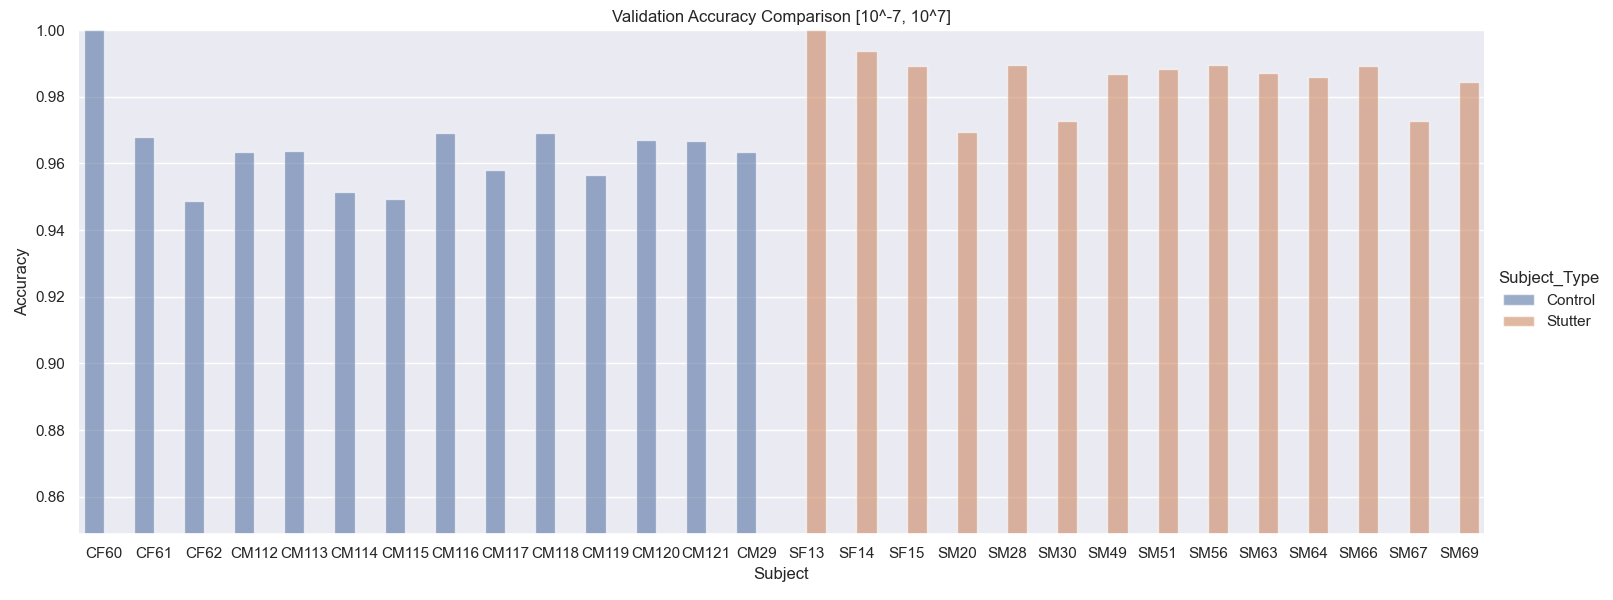 Validation Accuracy Comparison [10^-7, 10^7]
1.00
0.98
0.96
0.94
0.92
0.90
0.88
0.86
Accuracy
CF60 CF61 CF62 CM112 CM113 CM114 CM115 CM116 CM117 CM118 CM119 CM120 CM121 CM29 SF13 SF14 SF15 SM20 SM28 SM30 SM49 SM51 SM56 SM63 SM64 SM66 SM67 SM69
Subject
Subject_Type
Control
Stutter